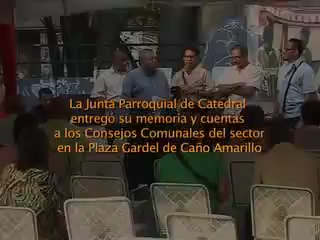 La Junta Parroquial de Catedral
entregó su memoria y cuentas
a los Consejos Comunales del sector
en la Plaza Gardel de Caño Amarillo